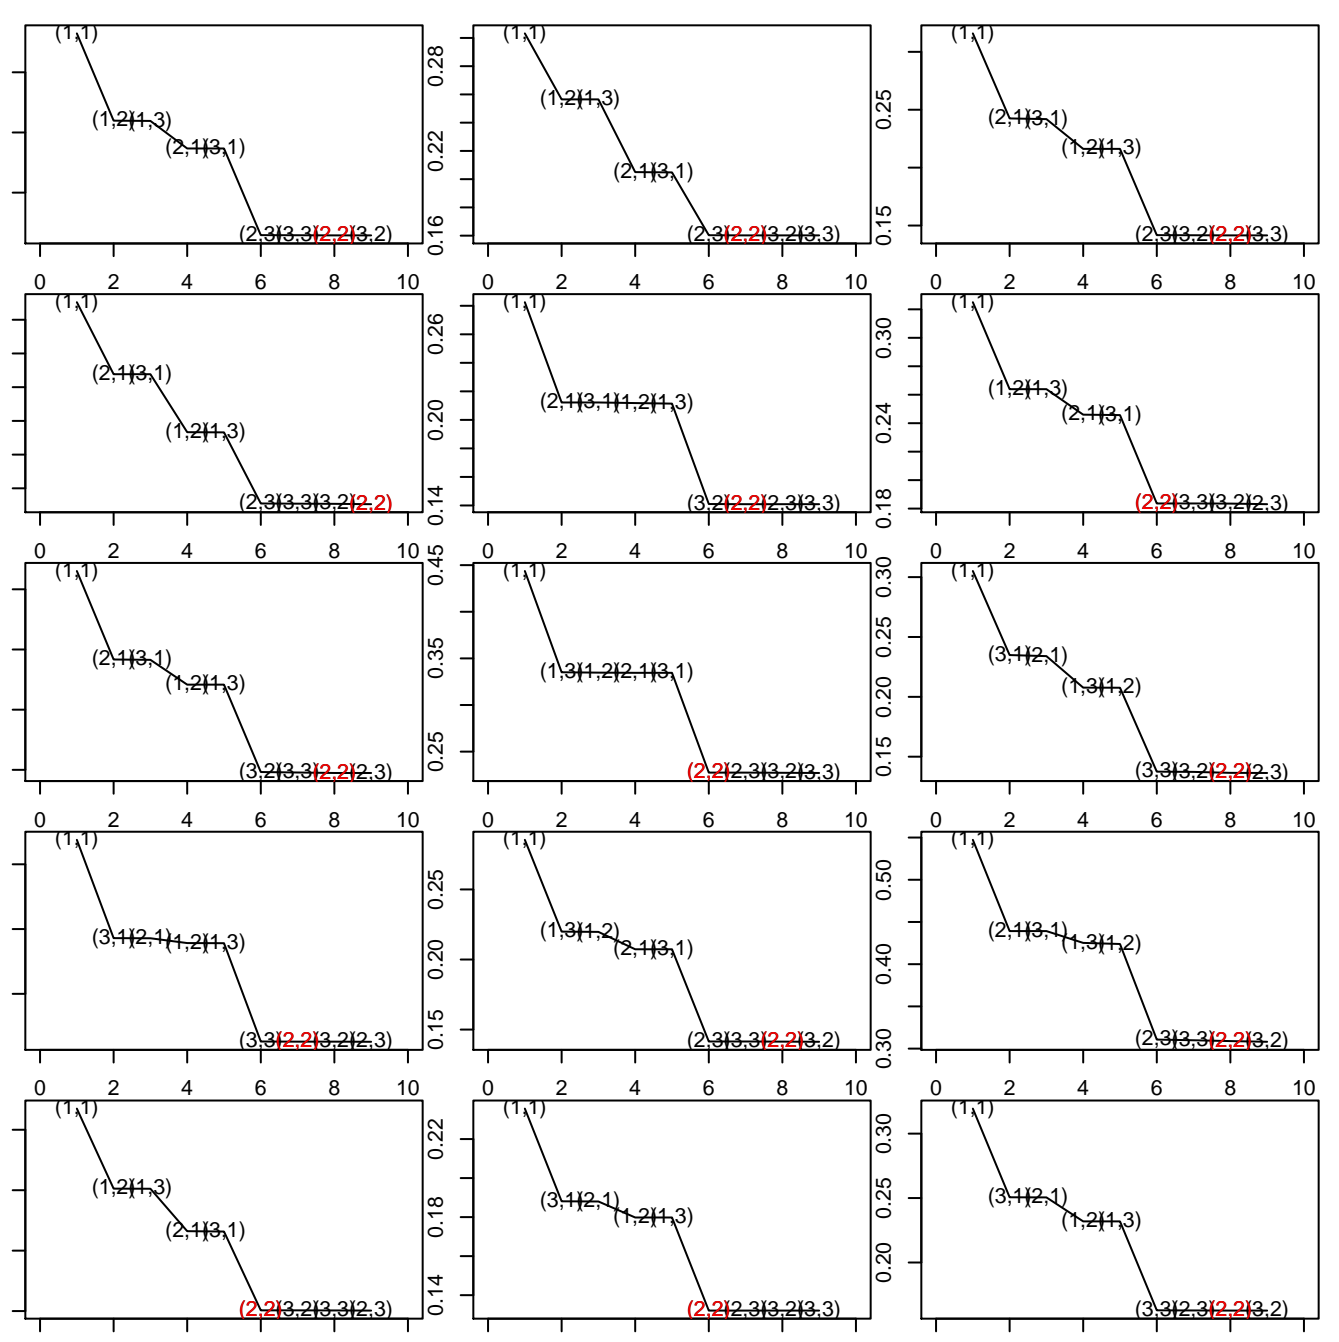 (1,1) (1,2) (1,3) (2,1) (3,1) (2,3) (3,3) (2,2) (3,2)
0.16 0.22 0.28
(1,1) (1,2) (1,3) (2,1) (3,1) (2,3) (2,2) (3,2) (3,3)
0.15 0.25
(1,1) (2,1) (3,1) (1,2) (1,3) (2,3) (3,2) (2,2) (3,3)
0 2 4 6 8 10 0 2 4 6 8 10 0 2 4 6 8 10
(1,1) (2,1) (3,1) (1,2) (1,3) (2,3) (3,3) (3,2) (2,2)
0.14 0.20 0.26
(1,1) (2,1) (3,1) (1,2) (1,3) (3,2) (2,2) (2,3) (3,3)
0.18 0.24 0.30
(1,1) (1,2) (1,3) (2,1) (3,1) (2,2) (3,3) (3,2) (2,3)
0 2 4 6 8 10 0 2 4 6 8 10 0 2 4 6 8 10
(1,1) (2,1) (3,1) (1,2) (1,3) (3,2) (3,3) (2,2) (2,3)
0.25 0.35 0.45
(1,1) (1,3) (1,2) (2,1) (3,1) (2,2) (2,3) (3,2) (3,3)
0.15 0.20 0.25 0.30
(1,1) (3,1) (2,1) (1,3) (1,2) (3,3) (3,2) (2,2) (2,3)
0 2 4 6 8 10 0 2 4 6 8 10 0 2 4 6 8 10
(1,1) (3,1) (2,1) (1,2) (1,3) (3,3) (2,2) (3,2) (2,3)
0.15 0.20 0.25
(1,1) (1,3) (1,2) (2,1) (3,1) (2,3) (3,3) (2,2) (3,2)
0.30 0.40 0.50
(1,1) (2,1) (3,1) (1,3) (1,2) (2,3) (3,3) (2,2) (3,2)
0 2 4 6 8 10 0 2 4 6 8 10 0 2 4 6 8 10
(1,1) (1,2) (1,3) (2,1) (3,1) (2,2) (3,2) (3,3) (2,3)
0.14 0.18 0.22
(1,1) (3,1) (2,1) (1,2) (1,3) (2,2) (2,3) (3,2) (3,3)
0.20 0.25 0.30
(1,1) (3,1) (2,1) (1,2) (1,3) (3,3) (2,3) (2,2) (3,2)